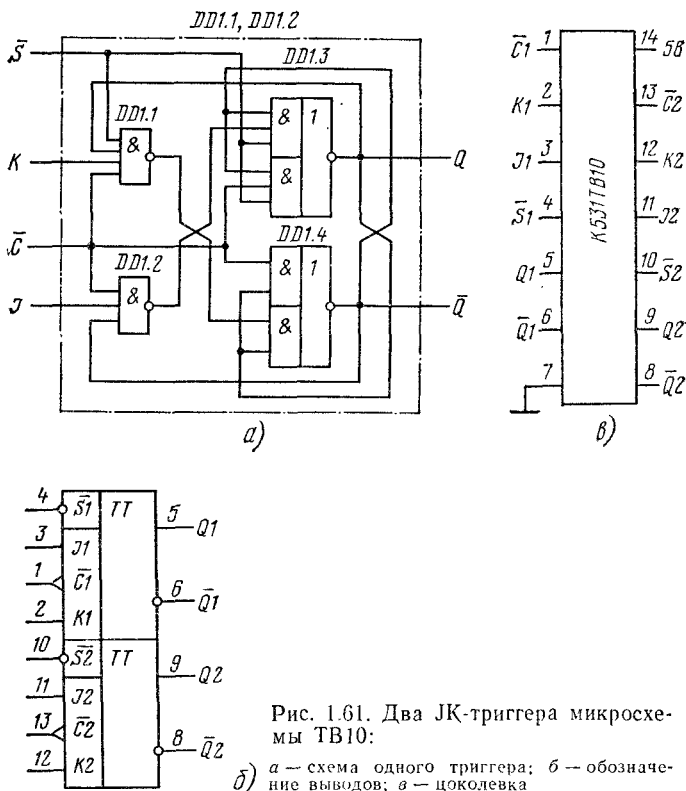 DD1.1, DD1.2
S̅
DD1.3
DD1.1
&
1
&
&
K
Q
C̅
DD1.4
DD1.2
&
1
&
&
J
Q̅
а)
C̅1 1
14 5В
K1 2
13 C̅2
J1 3
12 K2
S̅1 4
11 J2
Q1 5
10 S̅2
Q̅1 6
9 Q2
7
8 Q̅2
К531ТВ10
в)
4 S̅1 TT
5 Q1
3 J1
1 C̅1
6 Q̅1
2 K1
10 S̅2 TT
9 Q2
11 J2
13 C̅2
8 Q̅2
12 K2
б)
Рис. 1.61. Два JK-триггера микросхе-
мы ТВ10:
а — схема одного триггера; б — обозначе-
ние выводов; в — цоколевка